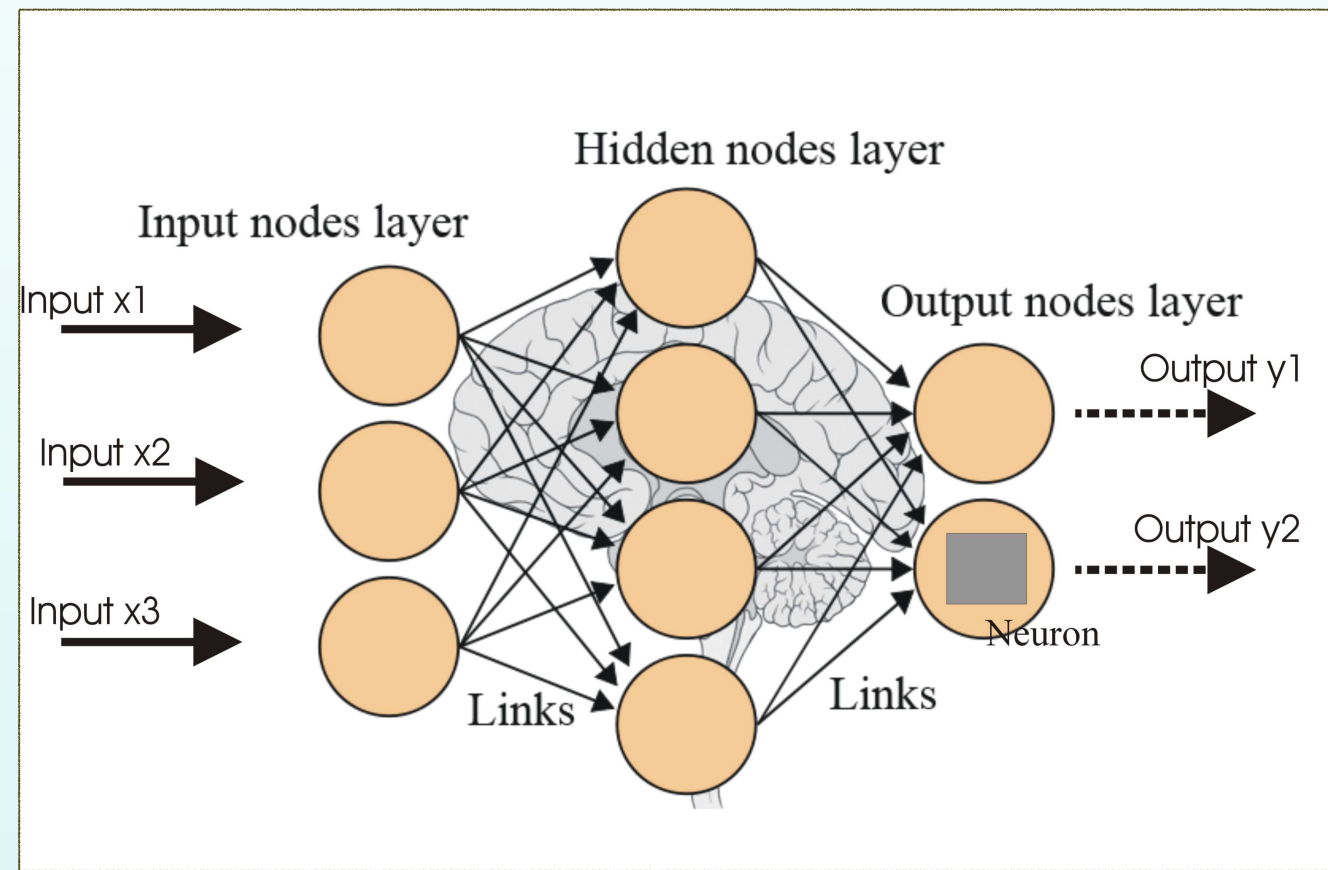 Hidden nodes layer
Input nodes layer
Input x1
Output nodes layer
Output y1
Input x2
Output y2
Input x3
Neuron
Links
Links